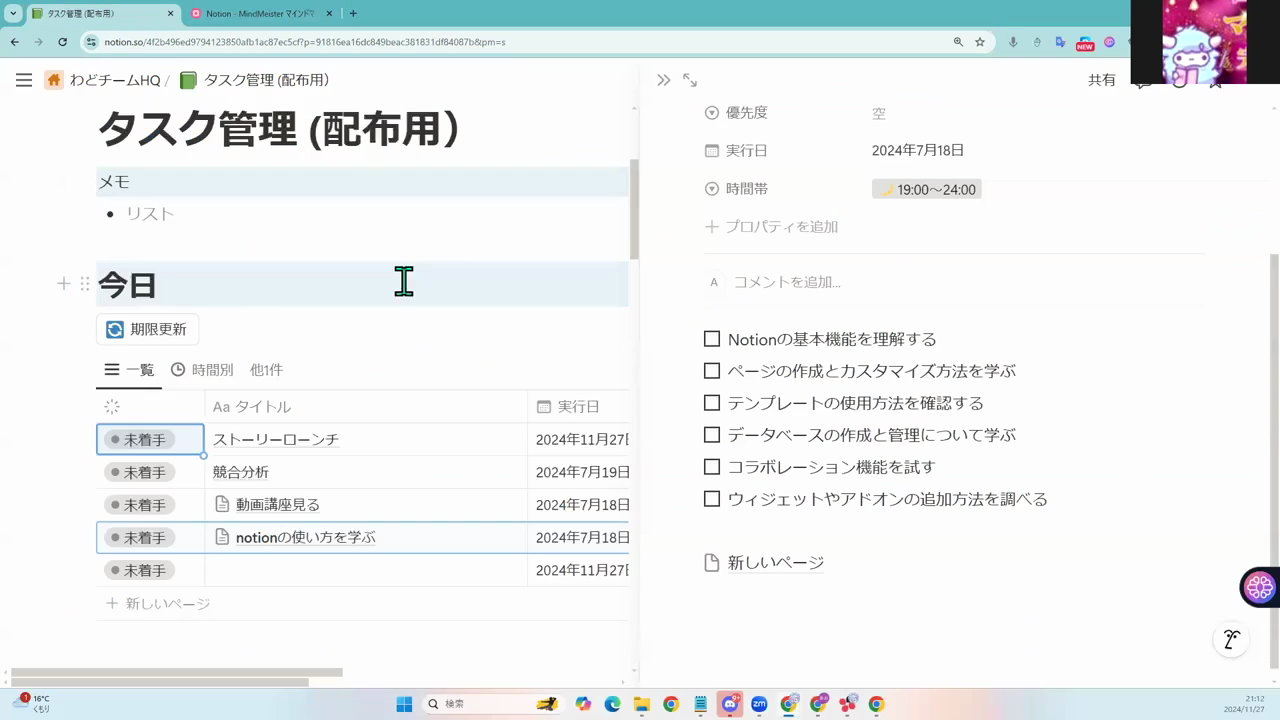 タスク管理 (配布用)
Notion - MindMeister マインドマ
notion.so/4f2b496ed9794123850afb1ac87ec5cf?p=91816ea16dc849beac381831df84087b&pm=s
NEW
わどチームHQ / タスク管理 (配布用)
共有
タスク管理 (配布用)
メモ
リスト
今日
期限更新
一覧 時間別 他1件
Aa タイトル 実行日
未着手 ストーリーローンチ 2024年11月27日
未着手 競合分析 2024年7月19日
未着手 動画講座見る 2024年7月18日
未着手 notionの使い方を学ぶ 2024年7月18日
未着手 2024年11月27日
+ 新しいページ
優先度 空
実行日 2024年7月18日
時間帯 🌙 19:00〜24:00
+ プロパティを追加
A コメントを追加...
Notionの基本機能を理解する
ページの作成とカスタマイズ方法を学ぶ
テンプレートの使用方法を確認する
データベースの作成と管理について学ぶ
コラボレーション機能を試す
ウィジェットやアドオンの追加方法を調べる
新しいページ
1
16°C
くもり
検索
zm
21:12
2024/11/27